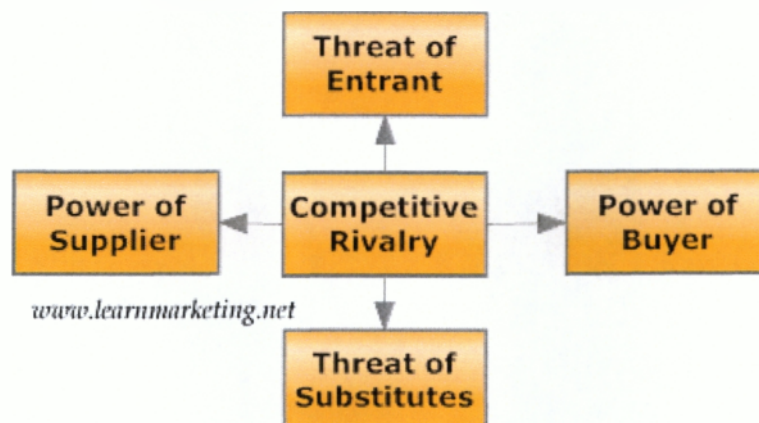 Threat of
Entrant
Power of
Supplier
Competitive
Rivalry
Power of
Buyer
www.learnmarketing.net
Threat of
Substitutes